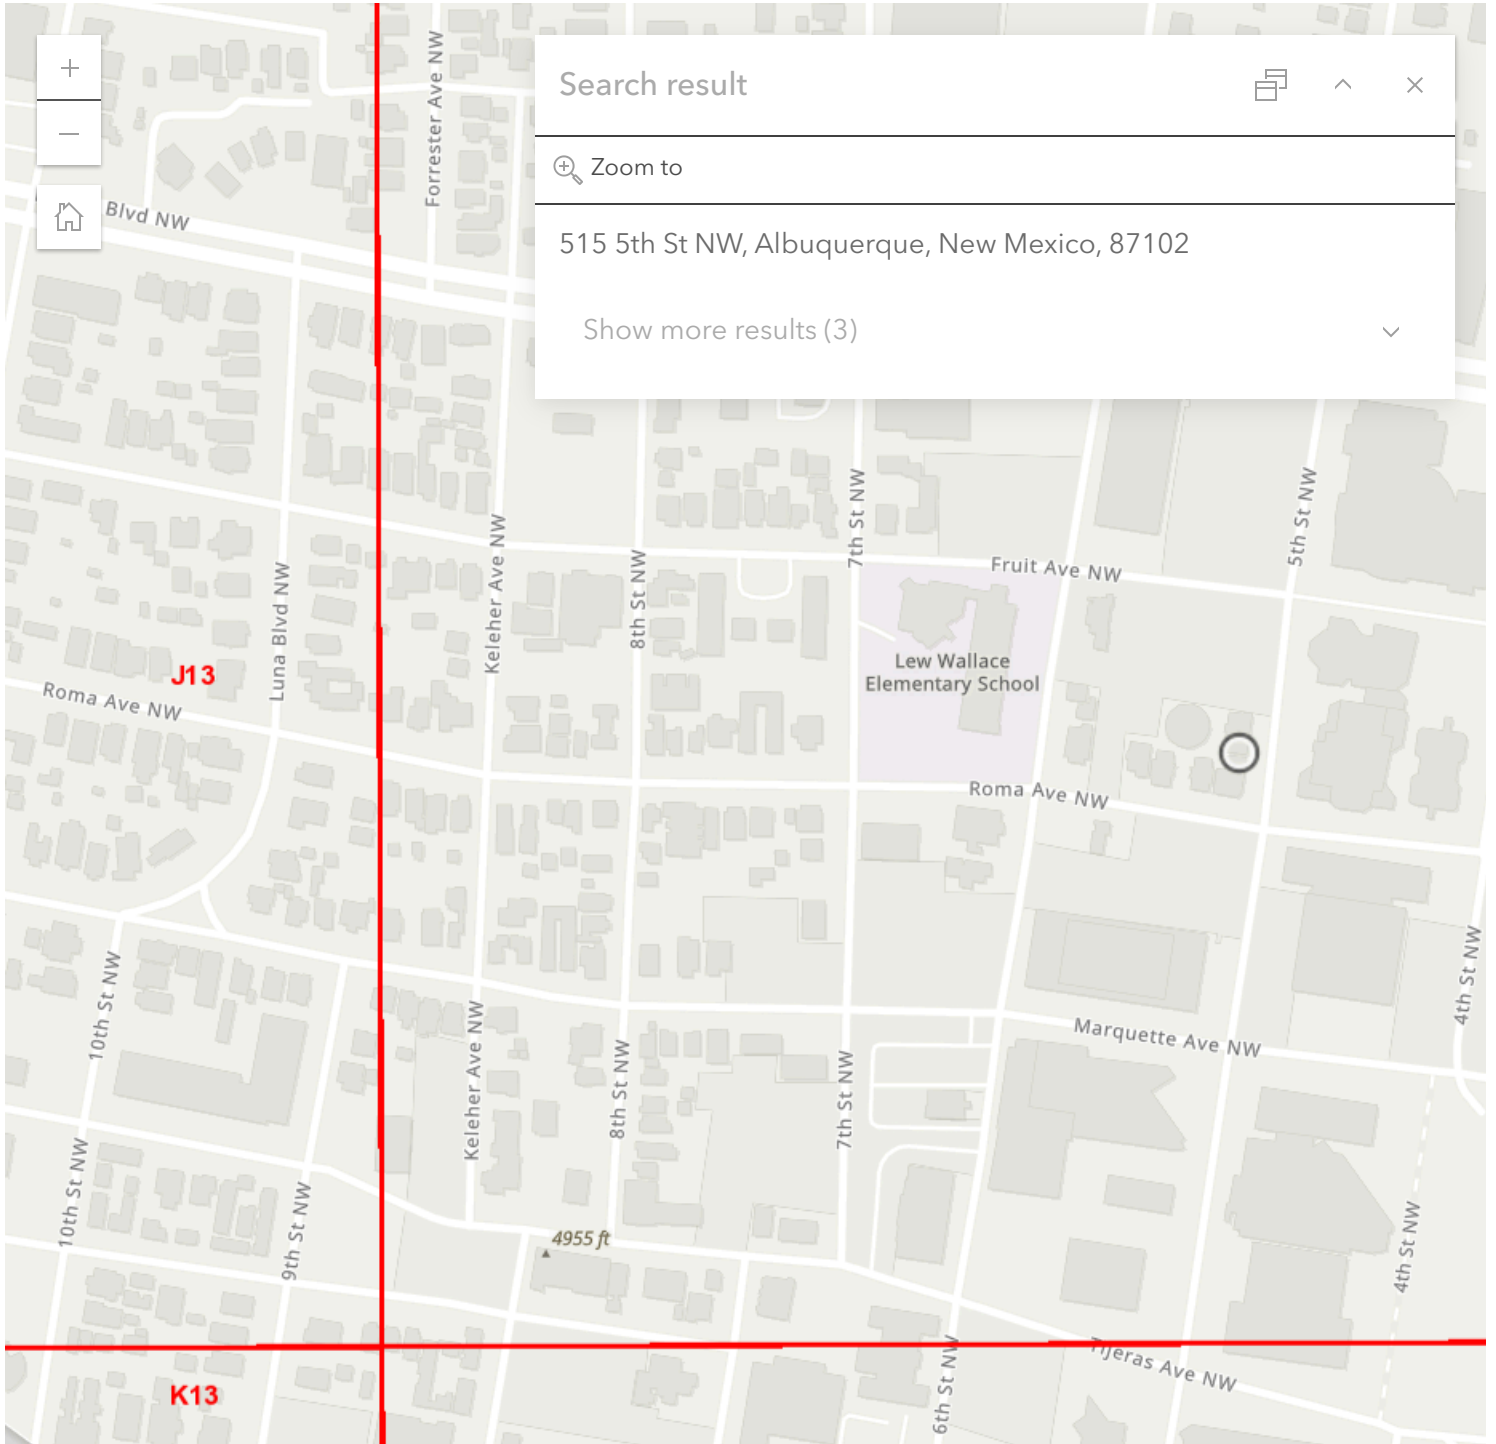 Search result
Zoom to
515 5th St NW, Albuquerque, New Mexico, 87102
Show more results (3)
Forrester Ave NW
Blvd NW
7th St NW
5th St NW
Fruit Ave NW
Keleher Ave NW
8th St NW
Luna Blvd NW
Lew Wallace
Elementary School
J13
Roma Ave NW
Roma Ave NW
10th St NW
4th St NW
Marquette Ave NW
Keleher Ave NW
8th St NW
7th St NW
10th St NW
9th St NW
4955 ft
4th St NW
6th St NW
Tijeras Ave NW
K13